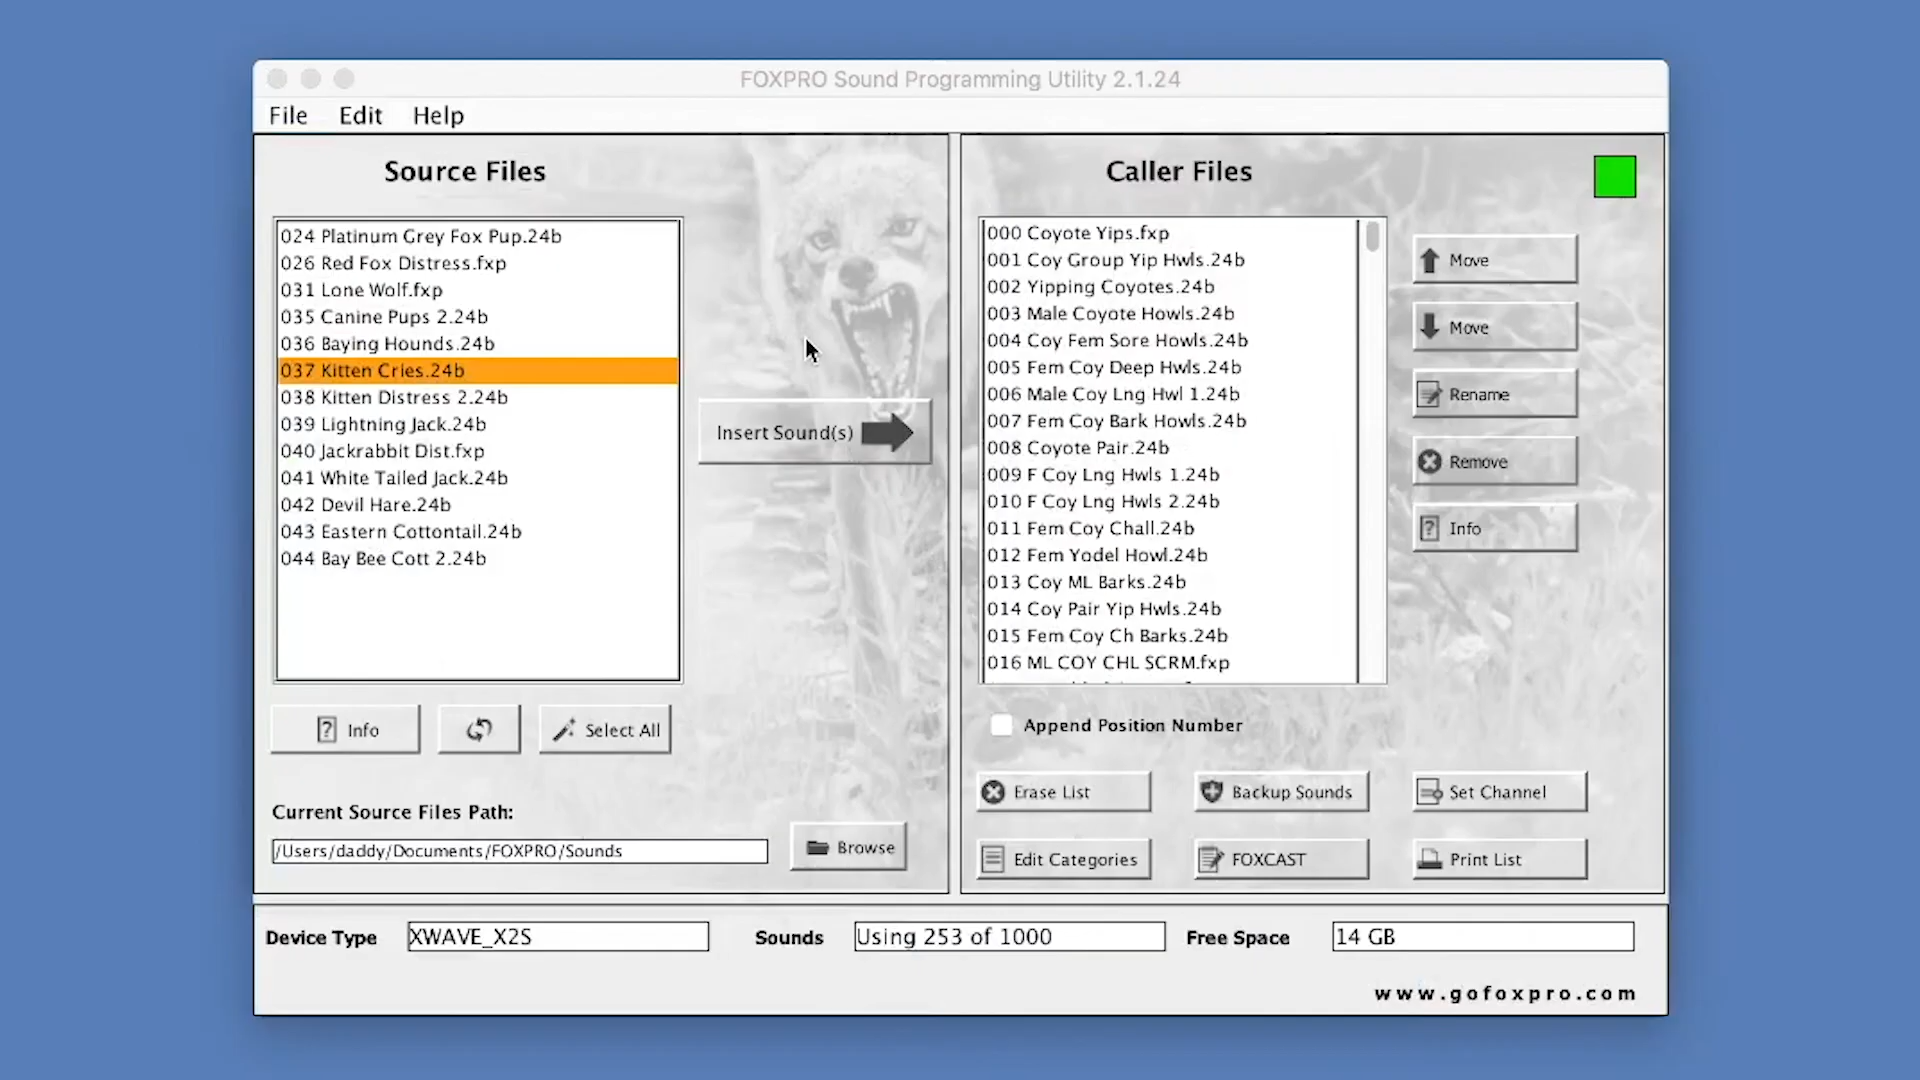 FOXPRO Sound Programming Utility 2.1.24
File Edit Help
Source Files
024 Platinum Grey Fox Pup.24b
026 Red Fox Distress.fxp
031 Lone Wolf.fxp
035 Canine Pups 2.24b
036 Baying Hounds.24b
037 Kitten Cries.24b
038 Kitten Distress 2.24b
039 Lightning Jack.24b
040 Jackrabbit Dist.fxp
041 White Tailed Jack.24b
042 Devil Hare.24b
043 Eastern Cottontail.24b
044 Bay Bee Cott 2.24b
Info
Select All
Current Source Files Path:
/Users/daddy/Documents/FOXPRO/Sounds
Browse
Insert Sound(s)
Caller Files
000 Coyote Yips.fxp
001 Coy Group Yip Hwls.24b
002 Yipping Coyotes.24b
003 Male Coyote Howls.24b
004 Coy Fem Sore Howls.24b
005 Fem Coy Deep Hwls.24b
006 Male Coy Lng Hwl 1.24b
007 Fem Coy Bark Howls.24b
008 Coyote Pair.24b
009 F Coy Lng Hwls 1.24b
010 F Coy Lng Hwls 2.24b
011 Fem Coy Chall.24b
012 Fem Yodel Howl.24b
013 Coy ML Barks.24b
014 Coy Pair Yip Hwls.24b
015 Fem Coy Ch Barks.24b
016 ML COY CHL SCRM.fxp
Move
Move
Rename
Remove
Info
Append Position Number
Erase List
Backup Sounds
Set Channel
Edit Categories
FOXCAST
Print List
Device Type XWAVE_X2S
Sounds Using 253 of 1000
Free Space 14 GB
www.gofoxpro.com